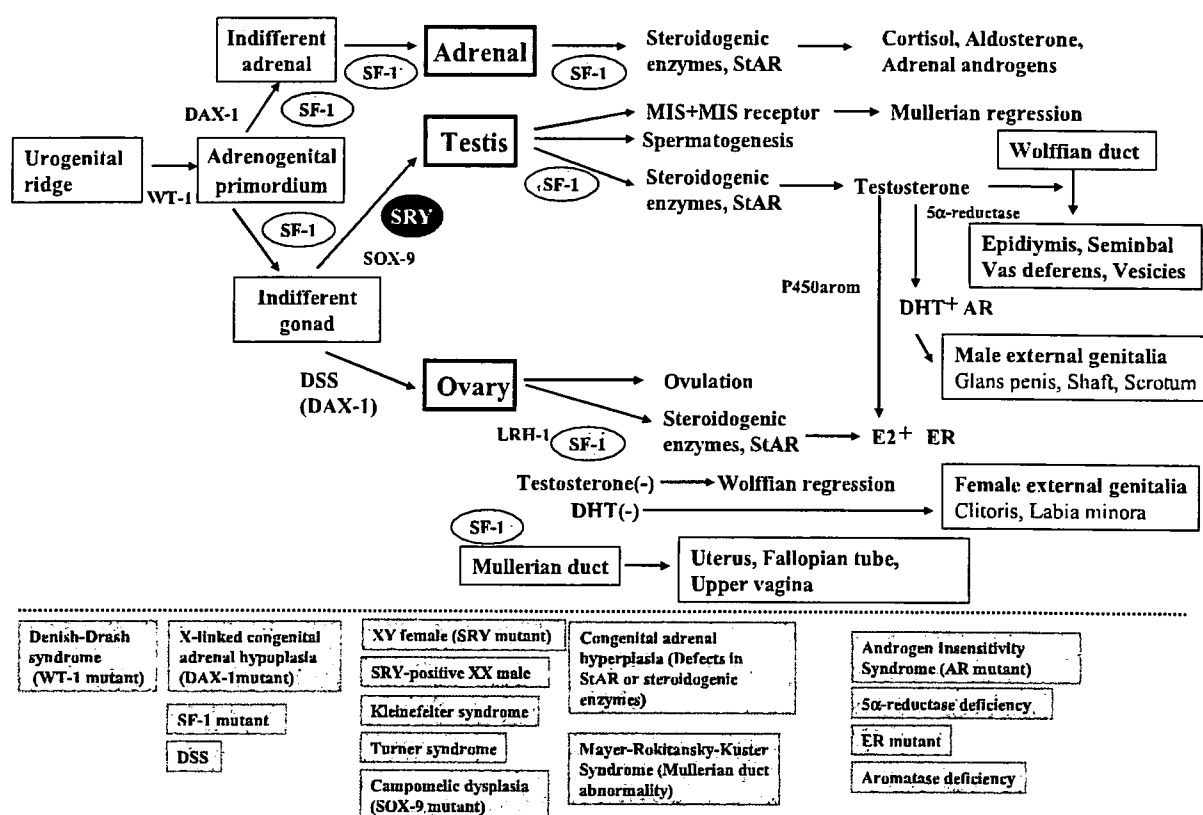 Indifferent
adrenal
SF-1
Adrenal
SF-1
Steroidogenic
enzymes, StAR
Cortisol, Aldosterone,
Adrenal androgens
DAX-1
SF-1
Urogenital
ridge
WT-1
Adrenogenital
primordium
Testis
MIS+MIS receptor
Mullerian regression
Spermatogenesis
SF-1
Steroidogenic
enzymes, StAR
Testosterone
Wolffian duct
5α-reductase
Epidiymis, Seminbal
Vas deferens, Vesicies
SF-1
SRY
SOX-9
P450arom
DHT+ AR
Male external genitalia
Glans penis, Shaft, Scrotum
Indifferent
gonad
DSS
(DAX-1)
Ovary
Ovulation
LRH-1
SF-1
Steroidogenic
enzymes, StAR
E2+ ER
Testosterone(-)
Wolffian regression
DHT(-)
Female external genitalia
Clitoris, Labia minora
SF-1
Mullerian duct
Uterus, Fallopian tube,
Upper vagina
Denish-Drash
syndrome
(WT-1 mutant)
X-linked congenital
adrenal hypuplasia
(DAX-1mutant)
SF-1 mutant
DSS
XY female (SRY mutant)
SRY-positive XX male
Kleinefelter syndrome
Turner syndrome
Campomelic dysplasia
(SOX-9 mutant)
Congenital adrenal
hyperplasia (Defects in
StAR or steroidogenic
enzymes)
Mayer-Rokitansky-Kuster
Syndrome (Mullerian duct
abnormality)
Androgen Insensitivity
Syndrome (AR mutant)
5α-reductase deficiency
ER mutant
Aromatase deficiency